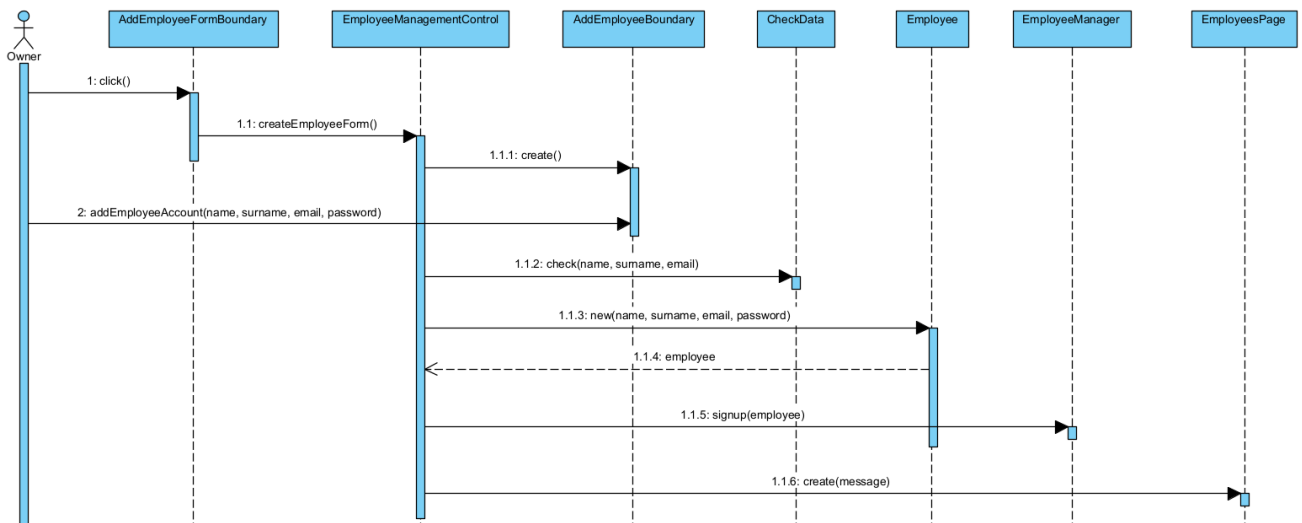 AddEmployeeFormBoundary
EmployeeManagementControl
AddEmployeeBoundary
CheckData
Employee
EmployeeManager
EmployeesPage
Owner
1: click()
1.1: createEmployeeForm()
1.1.1: create()
2: addEmployeeAccount(name, surname, email, password)
1.1.2: check(name, surname, email)
1.1.3: new(name, surname, email, password)
1.1.4: employee
1.1.5: signup(employee)
1.1.6: create(message)